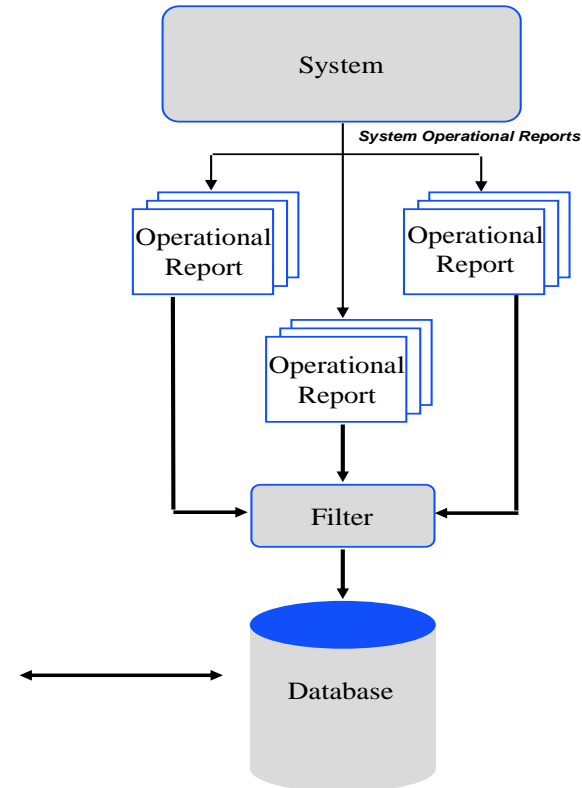 System
System Operational Reports
Operational
Report
Operational
Report
Operational
Report
Filter
Database